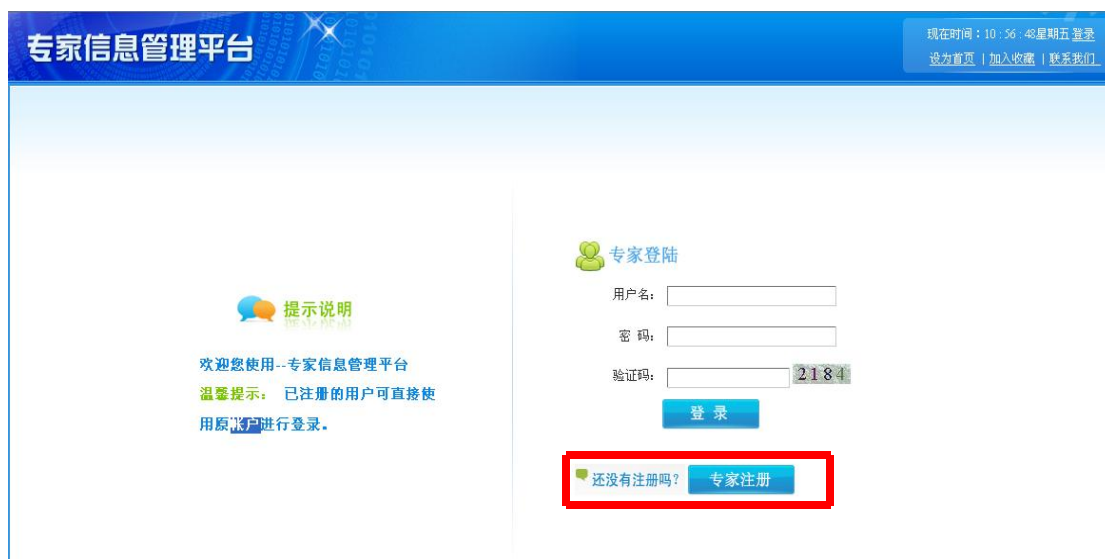 专家信息管理平台
现在时间：10：56：48星期五 登录
设为首页 | 加入收藏 | 联系我们
专家登陆
用户名：
提示说明
密 码：
欢迎您使用--专家信息管理平台
验证码： 2184
温馨提示： 已注册的用户可直接使
登 录
用原帐户进行登录。
还没有注册吗？ 专家注册